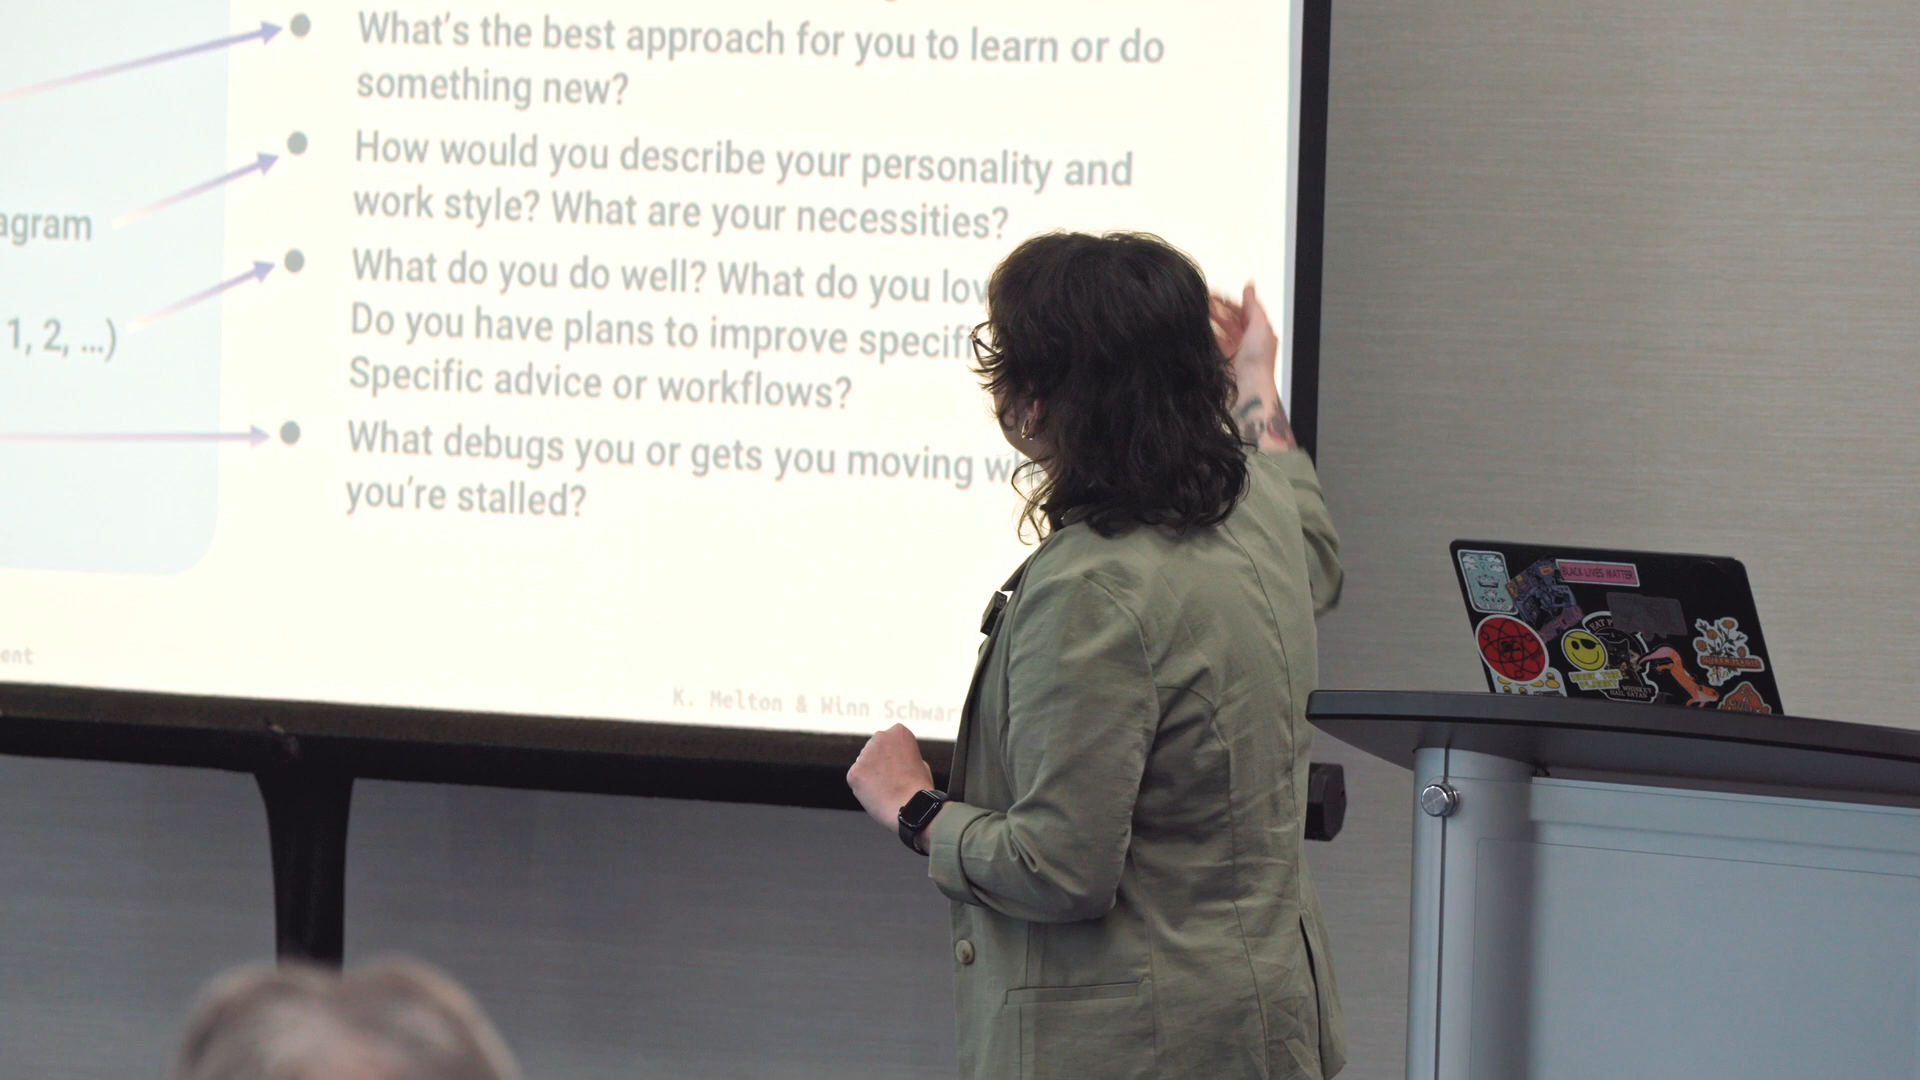 What's the best approach for you to learn or do
something new?
How would you describe your personality and
work style? What are your necessities?
agram
What do you do well? What do you lov
Do you have plans to improve specifi
1, 2, ...)
Specific advice or workflows?
What debugs you or gets you moving wh
you're stalled?
ent
K. Melton & Winn Schwar
BLACK LIVES MATTER